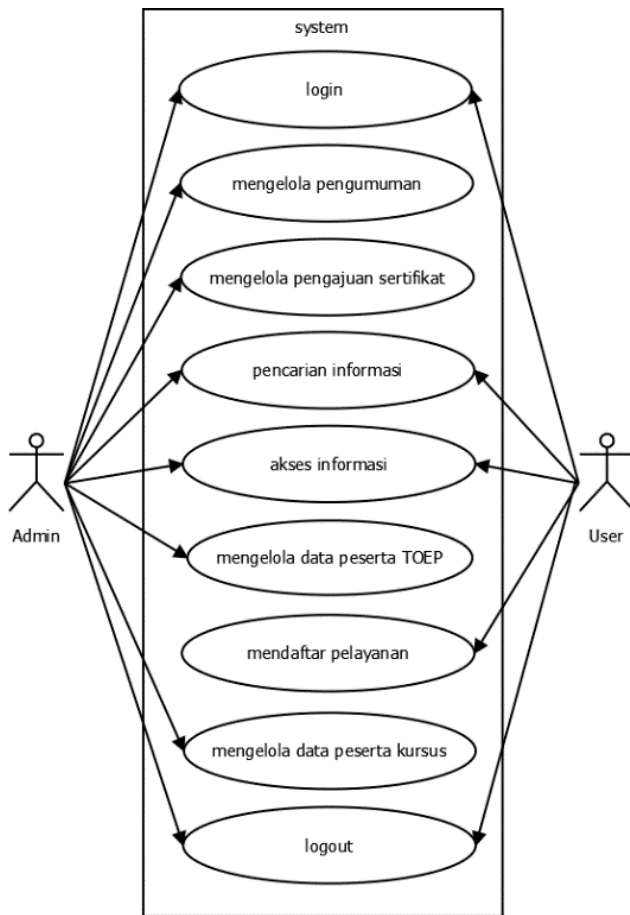 system
login
mengelola pengumuman
mengelola pengajuan sertifikat
pencarian informasi
akses informasi
Admin
User
mengelola data peserta TOEP
mendaftar pelayanan
mengelola data peserta kursus
logout